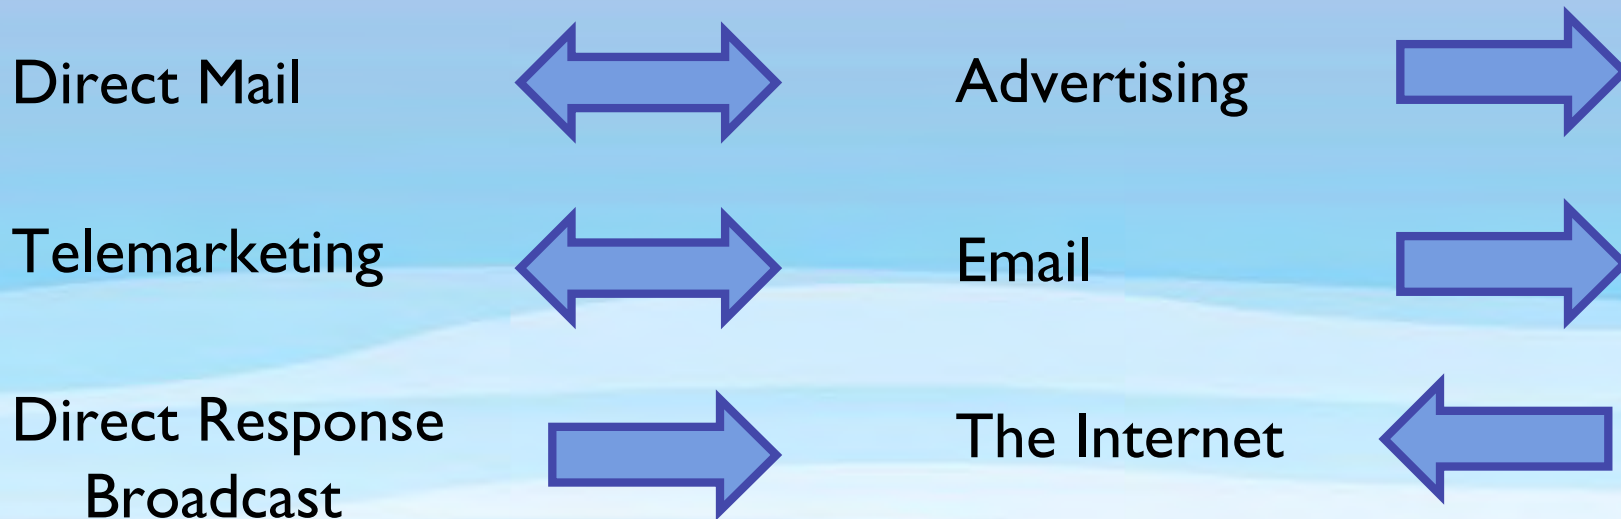 Direct Mail
Advertising
Telemarketing
Email
Direct Response
Broadcast
The Internet